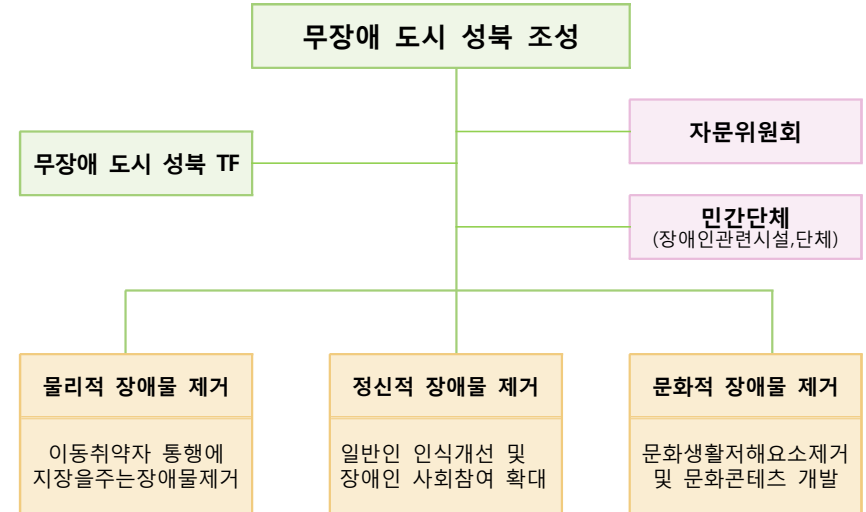 무장애 도시 성북 조성
자문위원회
무장애 도시 성북 TF
민간단체
(장애인관련시설,단체)
물리적 장애물 제거
이동취약자 통행에
지장을주는장애물제거
정신적 장애물 제거
일반인 인식개선 및
장애인 사회참여 확대
문화적 장애물 제거
문화생활저해요소제거
및 문화콘테츠 개발